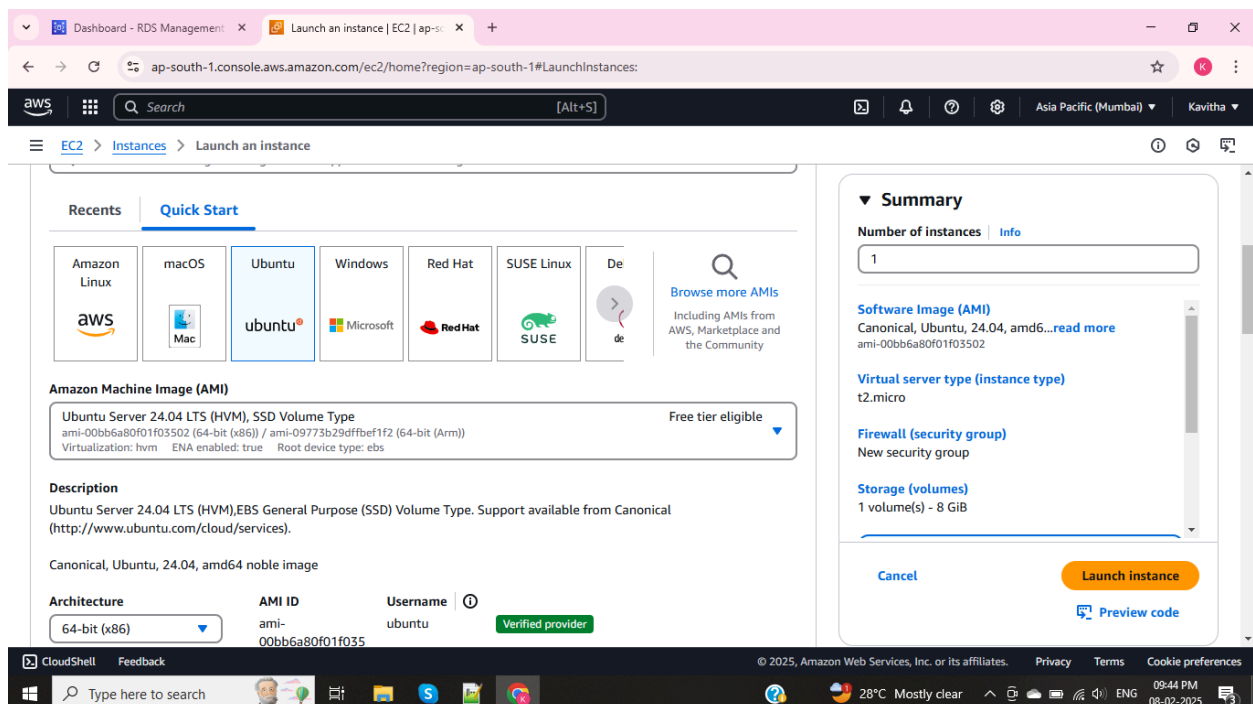 Dashboard - RDS Management
Launch an instance | EC2 | ap-so
ap-south-1.console.aws.amazon.com/ec2/home?region=ap-south-1#LaunchInstances:
K
aws
Search
[Alt+S]
Asia Pacific (Mumbai)
Kavitha
EC2
Instances
Launch an instance
Recents
Quick Start
Amazon Linux
macOS
Ubuntu
Windows
Red Hat
SUSE Linux
De
aws
Mac
ubuntu
Microsoft
Red Hat
SUSE
de
Browse more AMIs
Including AMIs from
AWS, Marketplace and
the Community
Amazon Machine Image (AMI)
Ubuntu Server 24.04 LTS (HVM), SSD Volume Type
Free tier eligible
ami-00bb6a80f01f03502 (64-bit (x86)) / ami-09773b29dffbef1f2 (64-bit (Arm))
Virtualization: hvm ENA enabled: true Root device type: ebs
Description
Ubuntu Server 24.04 LTS (HVM),EBS General Purpose (SSD) Volume Type. Support available from Canonical
(http://www.ubuntu.com/cloud/services).
Canonical, Ubuntu, 24.04, amd64 noble image
Architecture
AMI ID
Username
64-bit (x86)
ami-
00bb6a80f01f035
ubuntu
Verified provider
Summary
Number of instances
Info
1
Software Image (AMI)
Canonical, Ubuntu, 24.04, amd6...read more
ami-00bb6a80f01f03502
Virtual server type (instance type)
t2.micro
Firewall (security group)
New security group
Storage (volumes)
1 volume(s) - 8 GiB
Cancel
Launch instance
Preview code
CloudShell
Feedback
© 2025, Amazon Web Services, Inc. or its affiliates.
Privacy
Terms
Cookie preferences
Type here to search
28°C Mostly clear
ENG
09:44 PM
08-02-2025
3